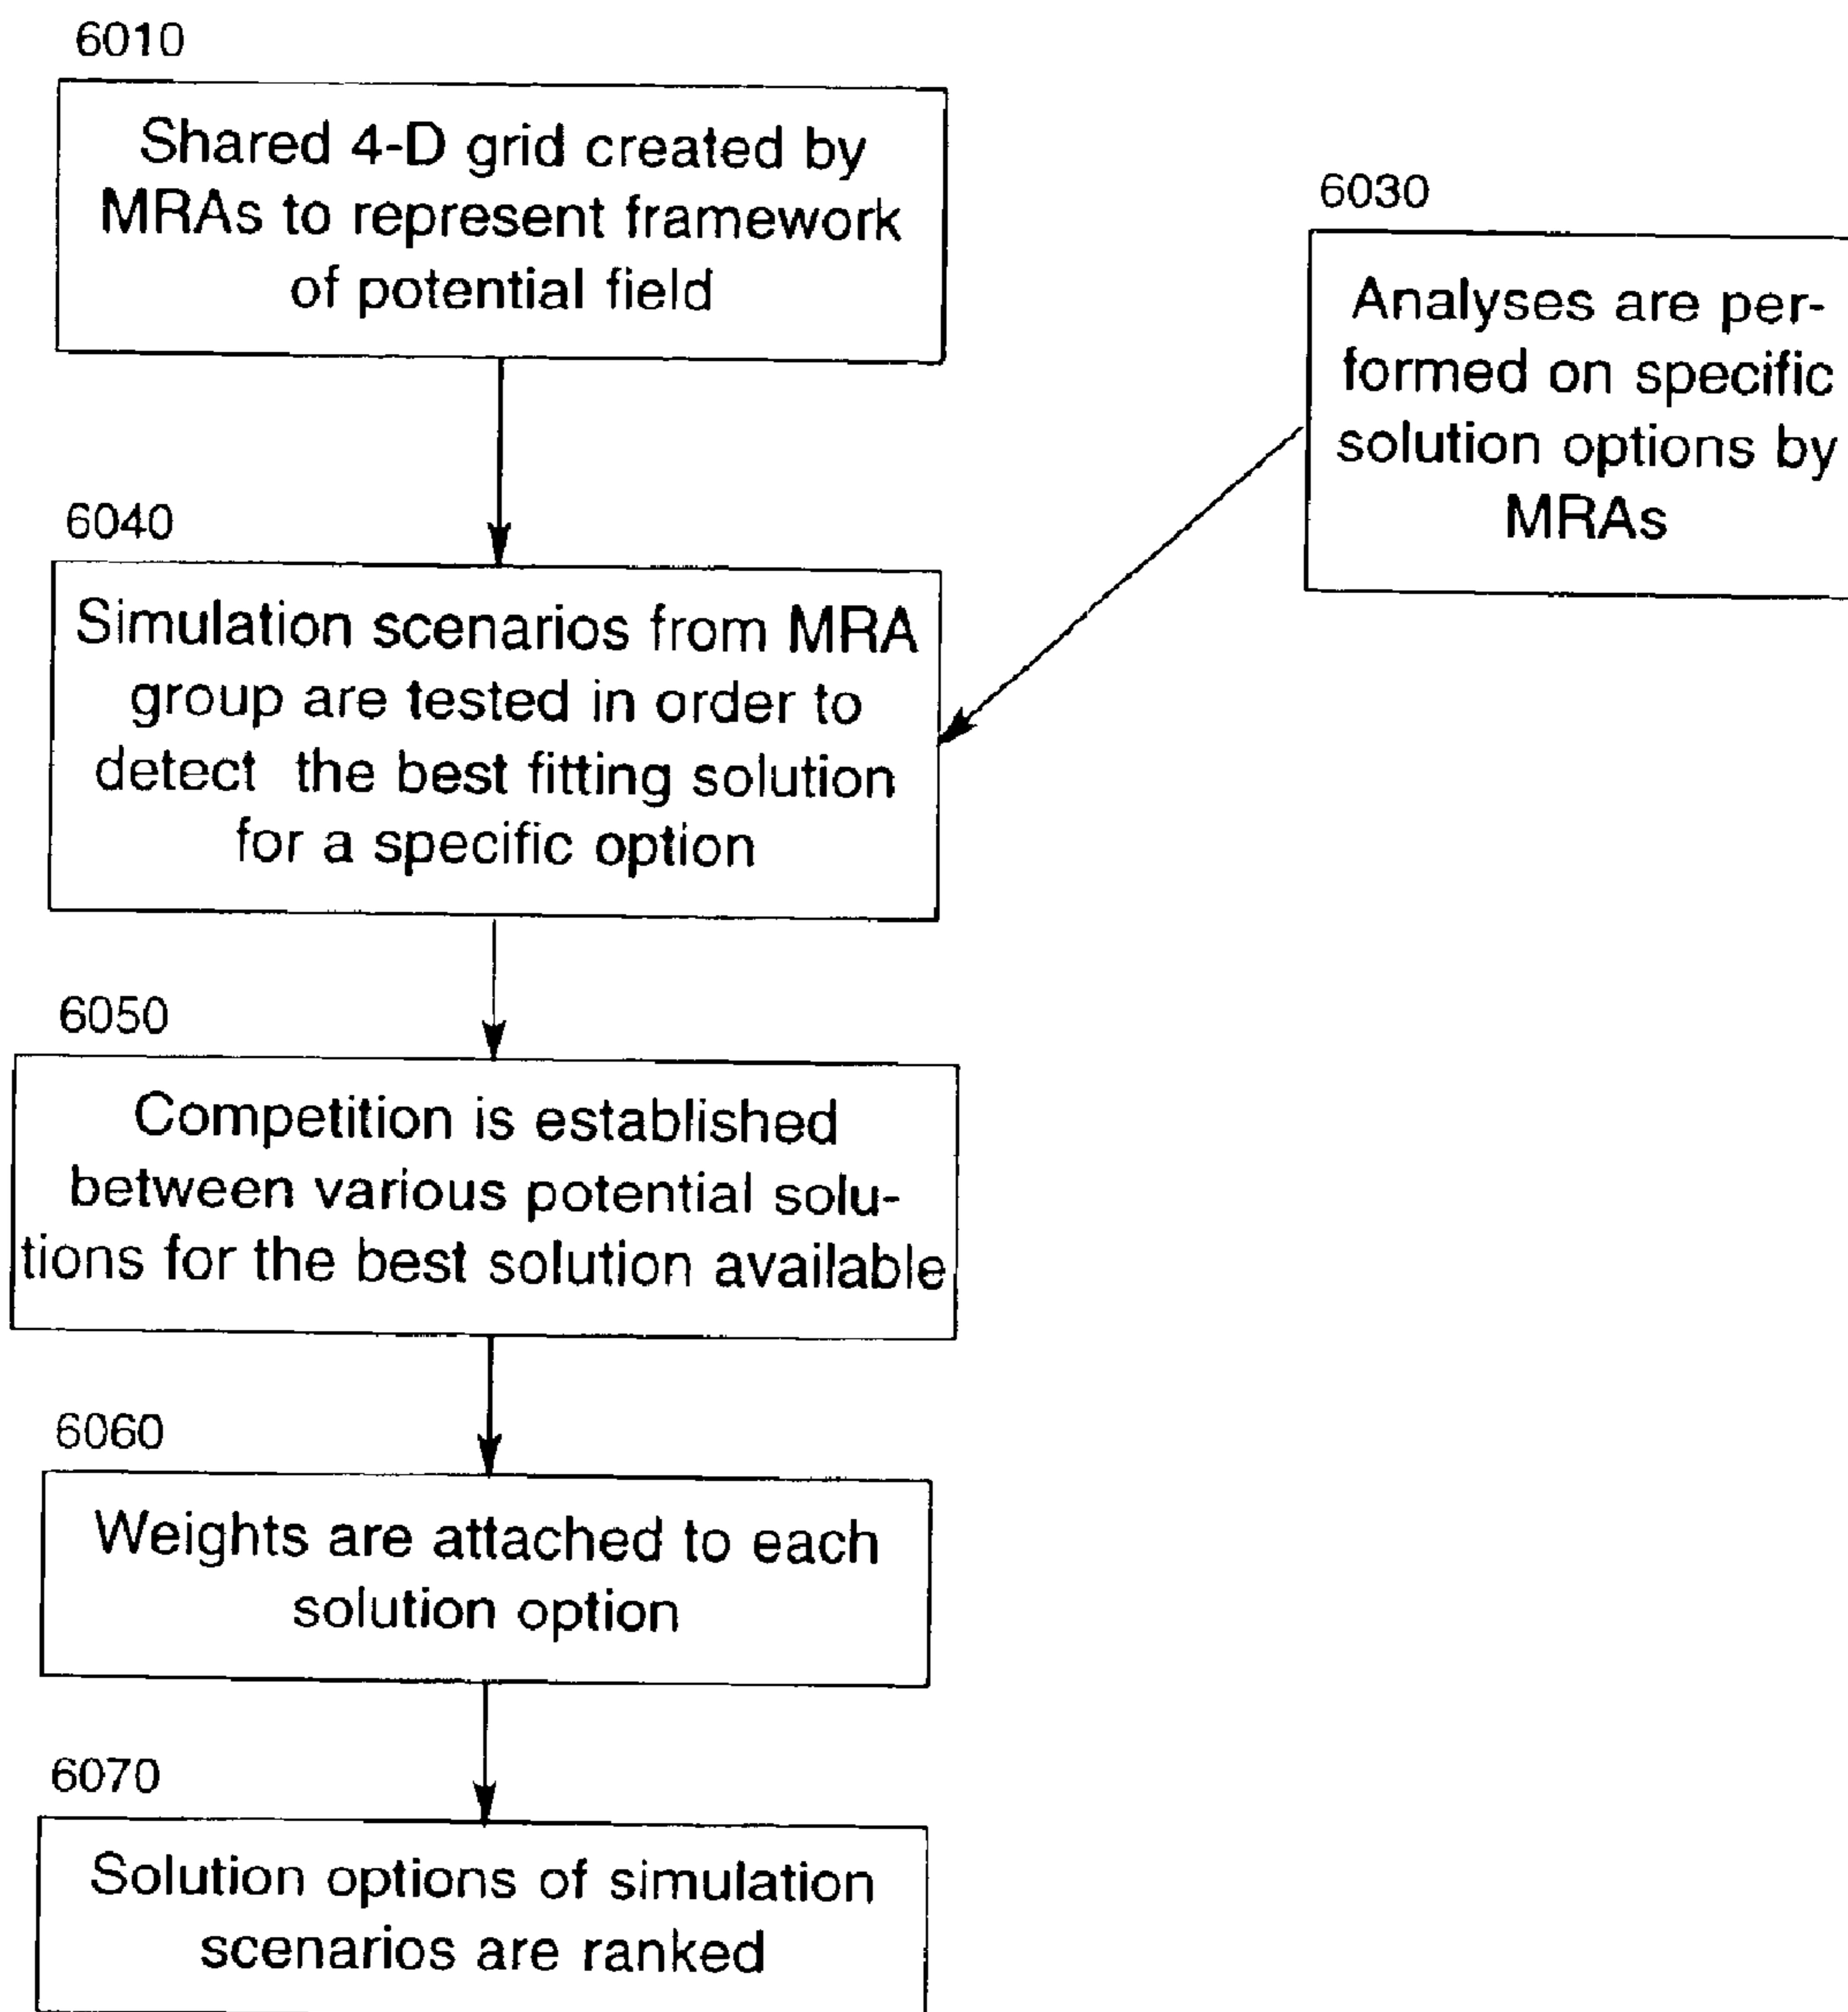 6010
Shared 4-D grid created by
MRAs to represent framework
of potential field
6030
Analyses are per-
formed on specific
solution options by
MRAs
6040
Simulation scenarios from MRA
group are tested in order to
detect the best fitting solution
for a specific option
6050
Competition is established
between various potential solu-
tions for the best solution available
6060
Weights are attached to each
solution option
6070
Solution options of simulation
scenarios are ranked